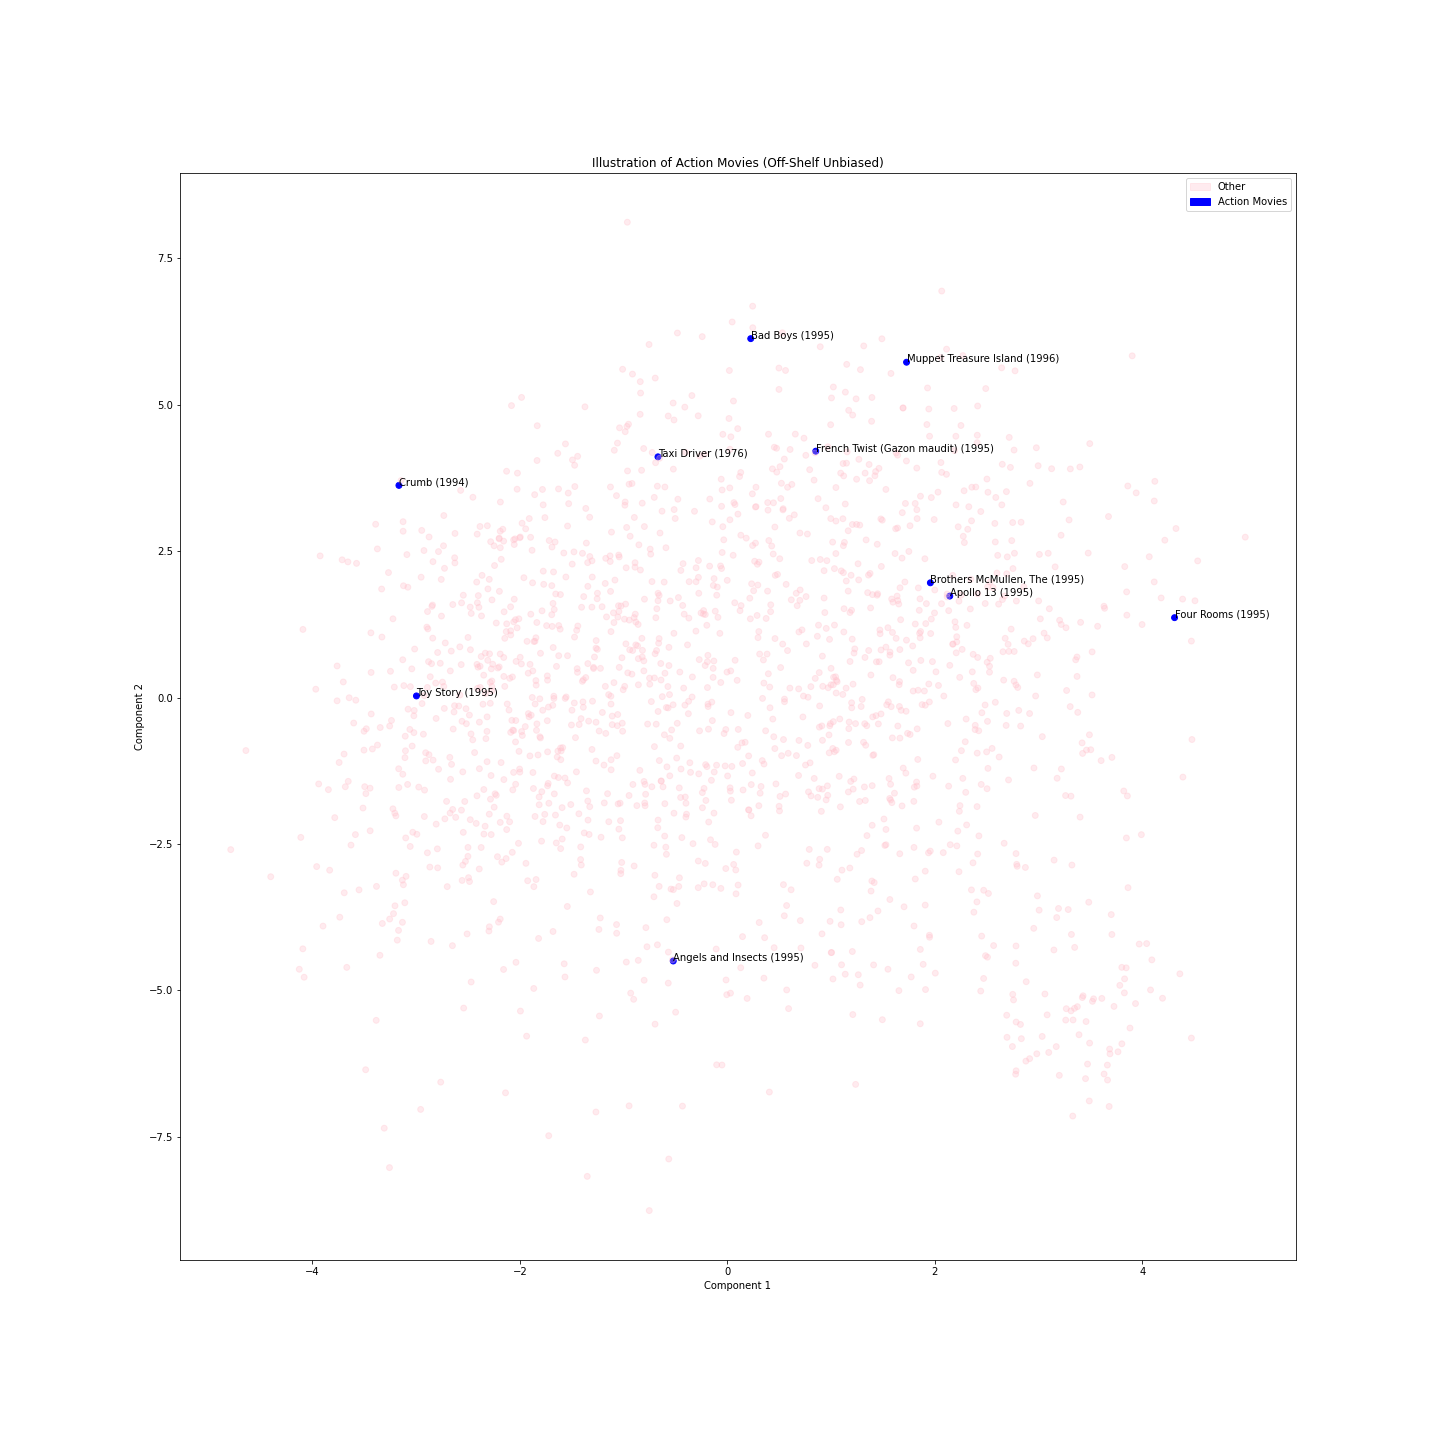 Illustration of Action Movies (Off-Shelf Unbiased)
Other
Action Movies
7.5
Bad Boys (1995)
Muppet Treasure Island (1996)
5.0
French Twist (Gazon maudit) (1995)
Taxi Driver (1976)
Crumb (1994)
2.5
Brothers McMullen, The (1995)
Apollo 13 (1995)
Four Rooms (1995)
0.0
Toy Story (1995)
Component 2
−2.5
Angels and Insects (1995)
−5.0
−7.5
−4
−2
0
2
4
Component 1